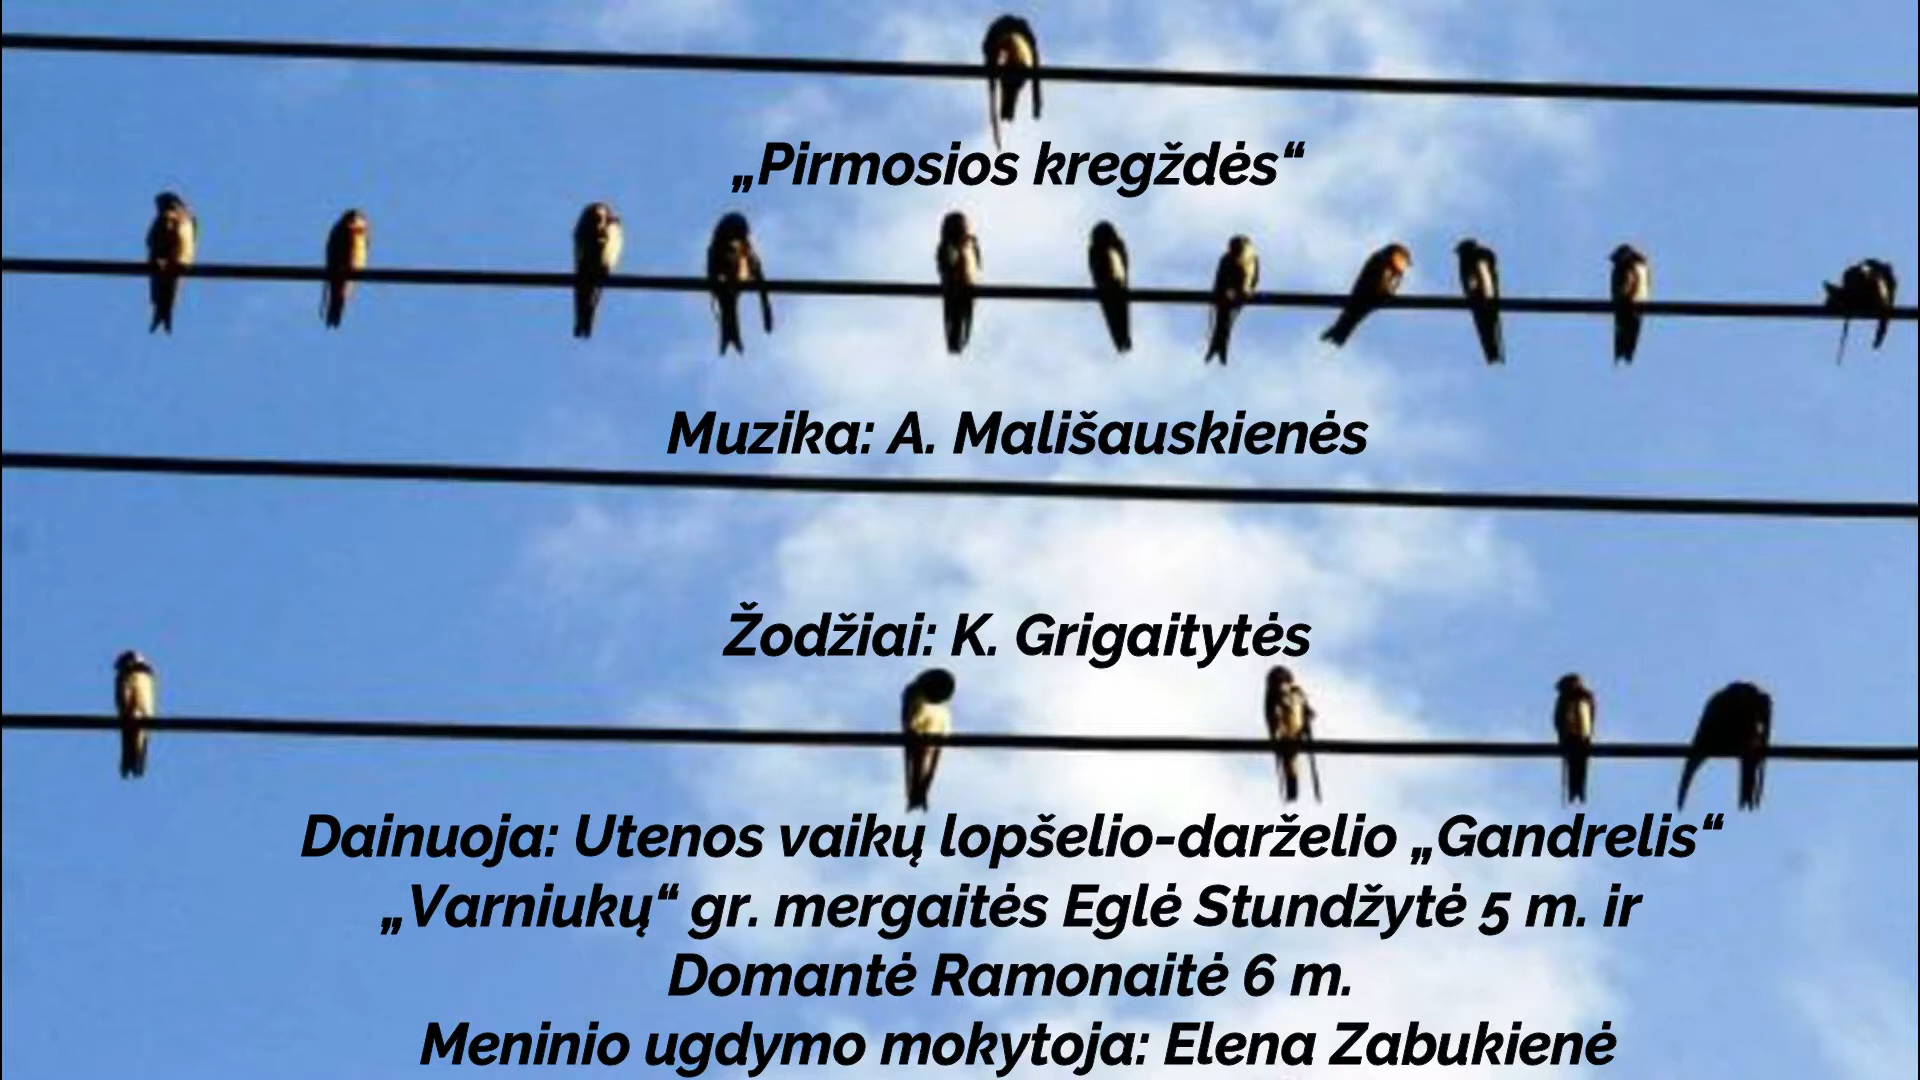 „Pirmosios kregždės“
Muzika: A. Mališauskienės
Žodžiai: K. Grigaitytės
Dainuoja: Utenos vaikų lopšelio-darželio „Gandrelis“
„Varniukų“ gr. mergaitės Eglė Stundžytė 5 m. ir
Domantė Ramonaitė 6 m.
Meninio ugdymo mokytoja: Elena Zabukienė